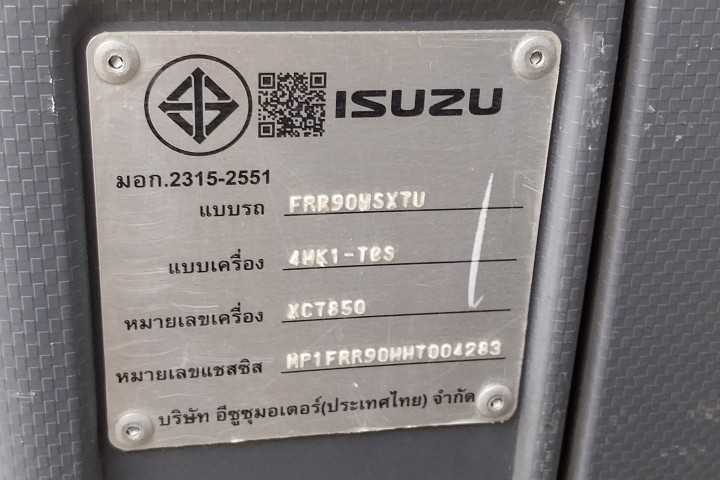 ISUZU
มอก.2315-2551
แบบรถ FRR90WSXTU
แบบเครื่อง 4HK1-TCS
หมายเลขเครื่อง XCT850
หมายเลขแชสซิส MP1FRR90WHT004283
บริษัท อีซูซุมอเตอร์(ประเทศไทย) จำกัด